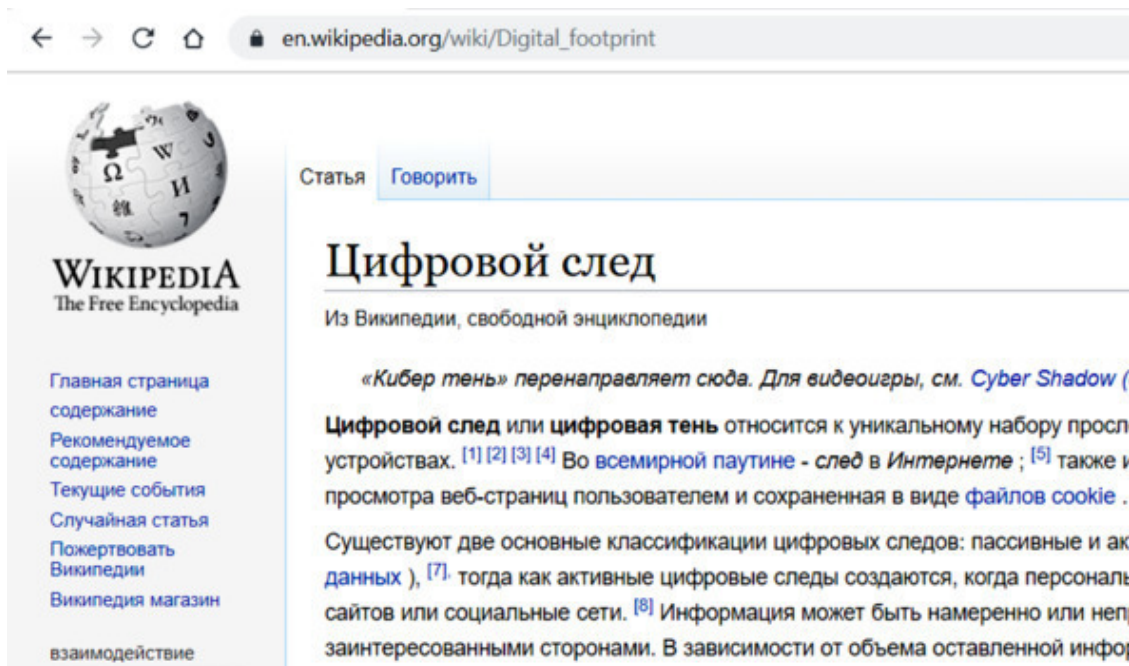 en.wikipedia.org/wiki/Digital_footprint
WIKIPEDIA
The Free Encyclopedia
Главная страница
содержание
Рекомендуемое
содержание
Текущие события
Случайная статья
Пожертвовать
Википедии
Википедия магазин
взаимодействие
Статья Говорить
Цифровой след
Из Википедии, свободной энциклопедии
«Кибер тень» перенаправляет сюда. Для видеоигры, см. Cyber Shadow (
Цифровой след или цифровая тень относится к уникальному набору
устройствах. [1] [2] [3] [4] Во всемирной паутине - след в Интернете ; [5] также
просмотра веб-страниц пользователем и сохраненная в виде файлов cookie .
Существуют две основные классификации цифровых следов: пассивные и
данных ), [7], тогда как активные цифровые следы создаются, когда
сайтов или социальные сети. [8] Информация может быть намеренно или
заинтересованными сторонами. В зависимости от объема оставленной